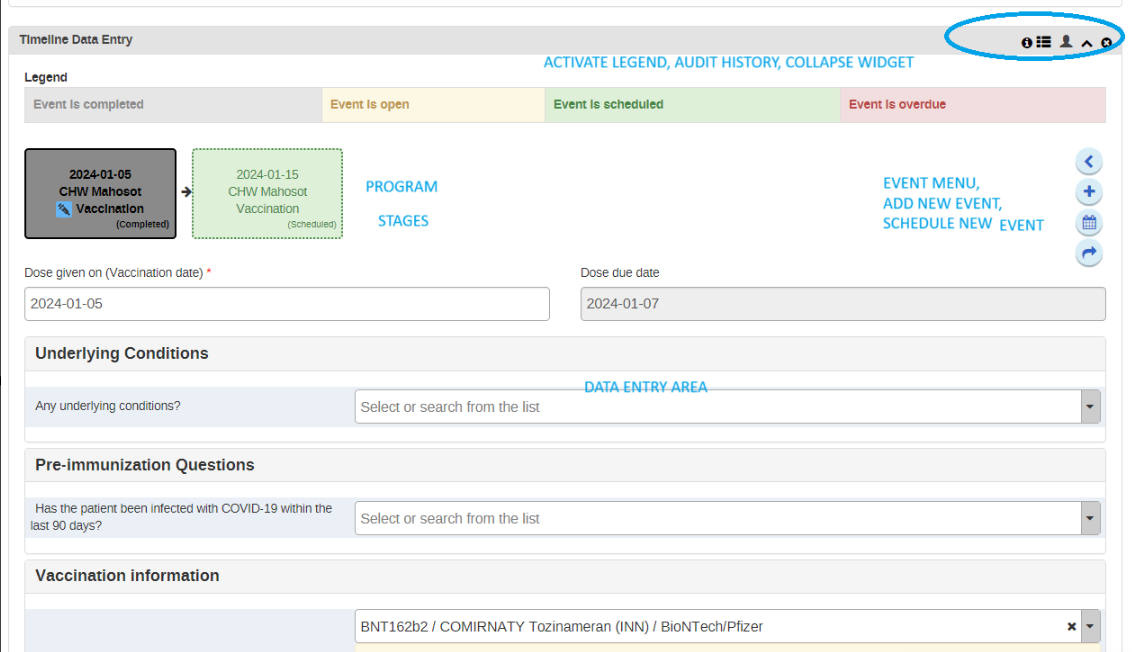 Timeline Data Entry
ACTIVATE LEGEND, AUDIT HISTORY, COLLAPSE WIDGET
Legend
Event is completed
Event is open
Event is scheduled
Event is overdue
2024-01-05
CHW Mahosot
Vaccination
(Completed)
2024-01-15
CHW Mahosot
Vaccination
(Scheduled)
PROGRAM
STAGES
EVENT MENU,
ADD NEW EVENT,
SCHEDULE NEW EVENT
Dose given on (Vaccination date) *
Dose due date
2024-01-05
2024-01-07
Underlying Conditions
DATA ENTRY AREA
Any underlying conditions?
Select or search from the list
Pre-immunization Questions
Has the patient been infected with COVID-19 within the
last 90 days?
Select or search from the list
Vaccination information
BNT162b2 / COMIRNATY Tozinameran (INN) / BioNTech/Pfizer